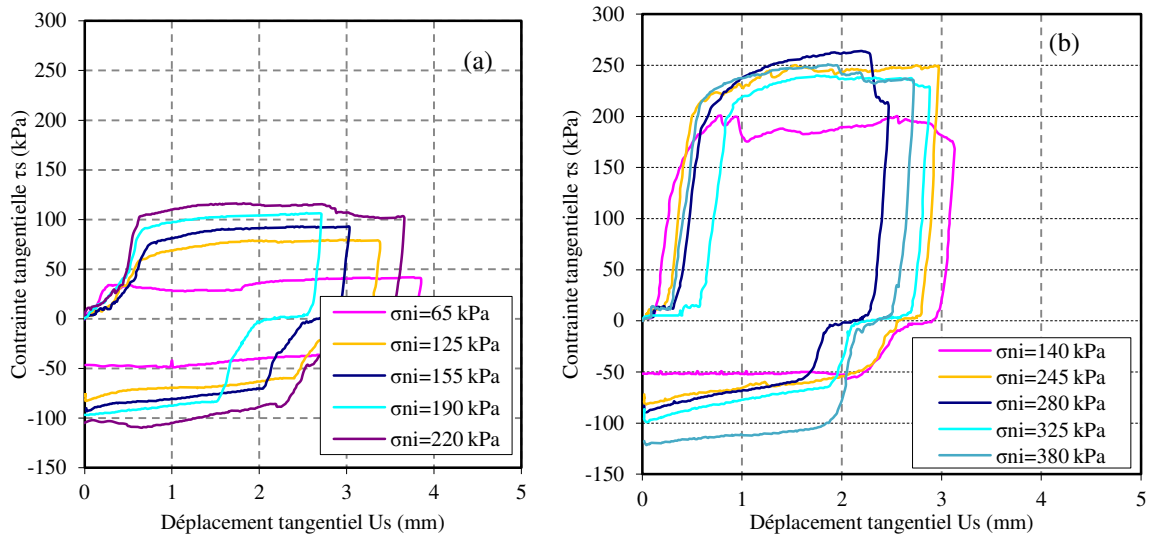 (a)
Contrainte tangentielle τs (kPa)
300
250
200
150
100
50
0
-50
-100
-150
0 1 2 3 4 5
Déplacement tangentiel Us (mm)
σni=65 kPa
σni=125 kPa
σni=155 kPa
σni=190 kPa
σni=220 kPa
(b)
Contrainte tangentielle τs (kPa)
300
250
200
150
100
50
0
-50
-100
-150
0 1 2 3 4 5
Déplacement tangentiel Us (mm)
σni=140 kPa
σni=245 kPa
σni=280 kPa
σni=325 kPa
σni=380 kPa